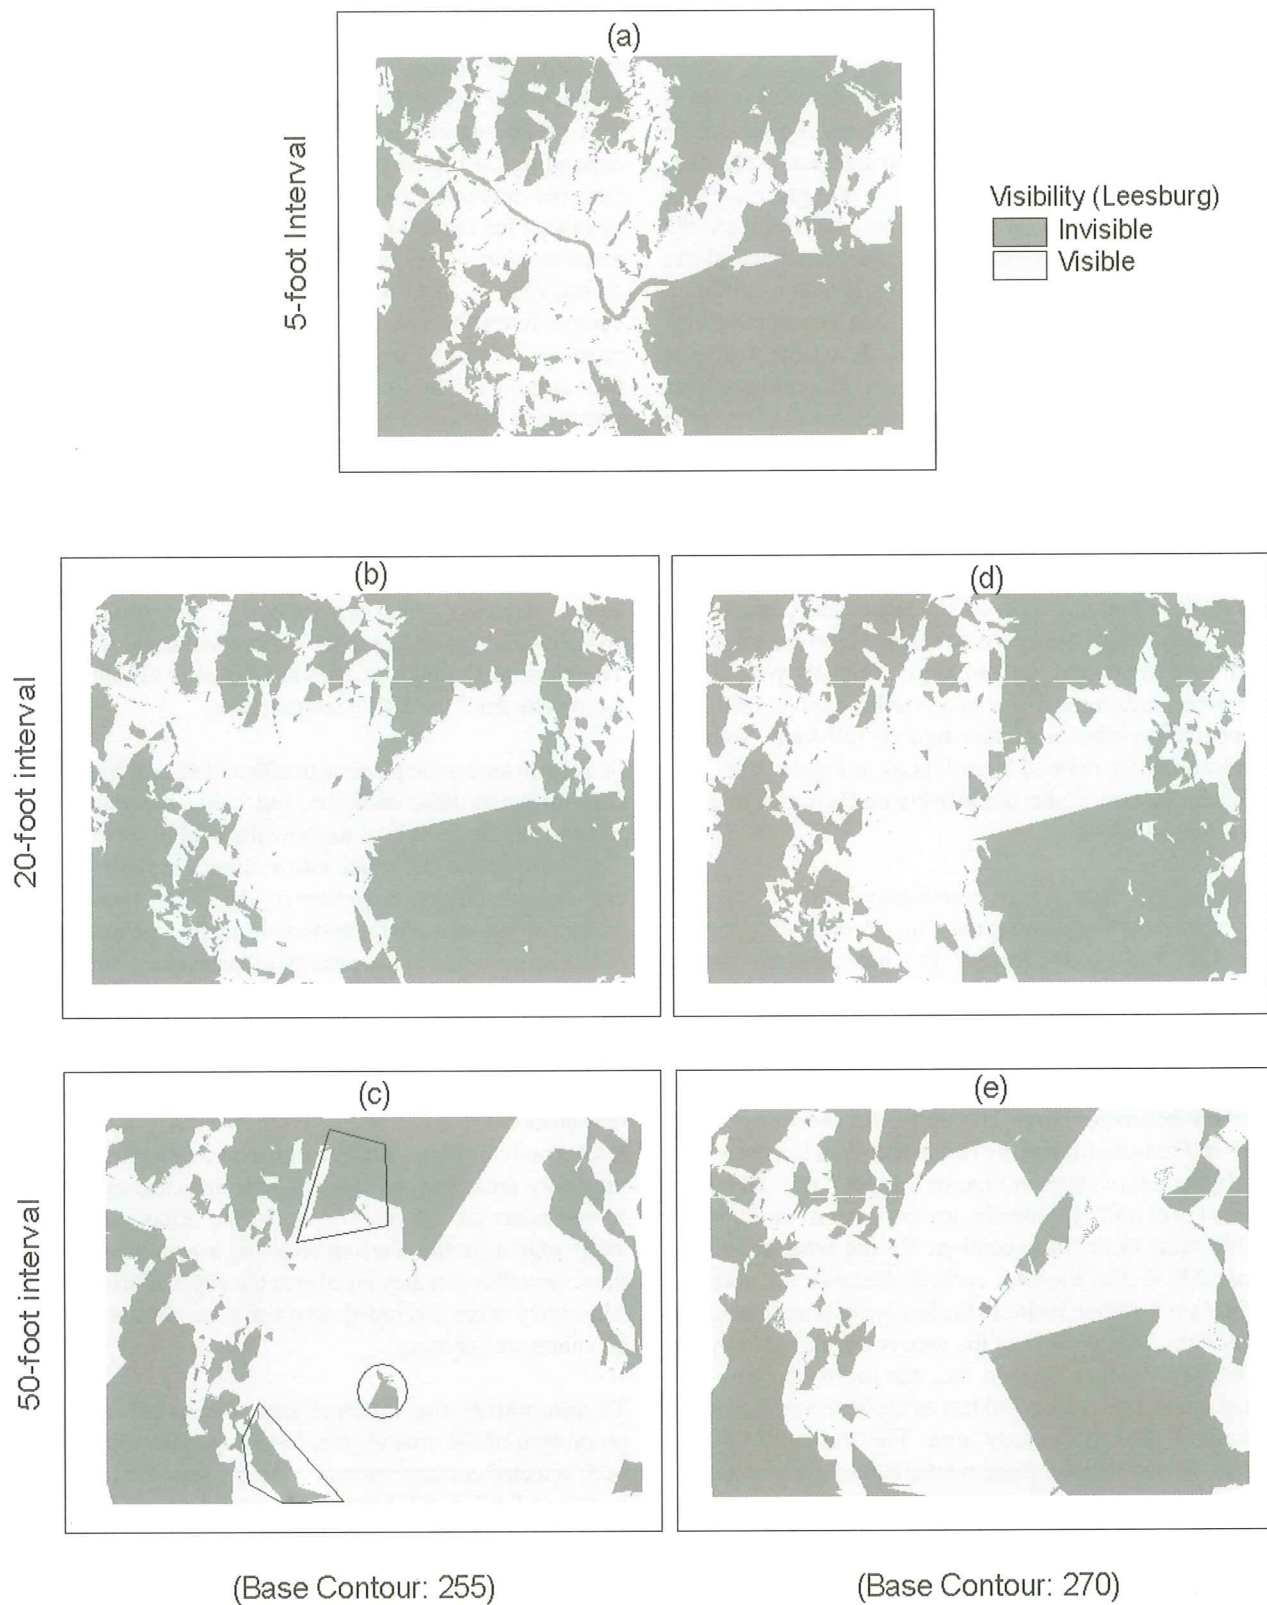 (a)
5-foot Interval
Visibility (Leesburg)
Invisible
Visible
(b)
(d)
20-foot interval
(c)
(e)
50-foot interval
(Base Contour: 255)
(Base Contour: 270)